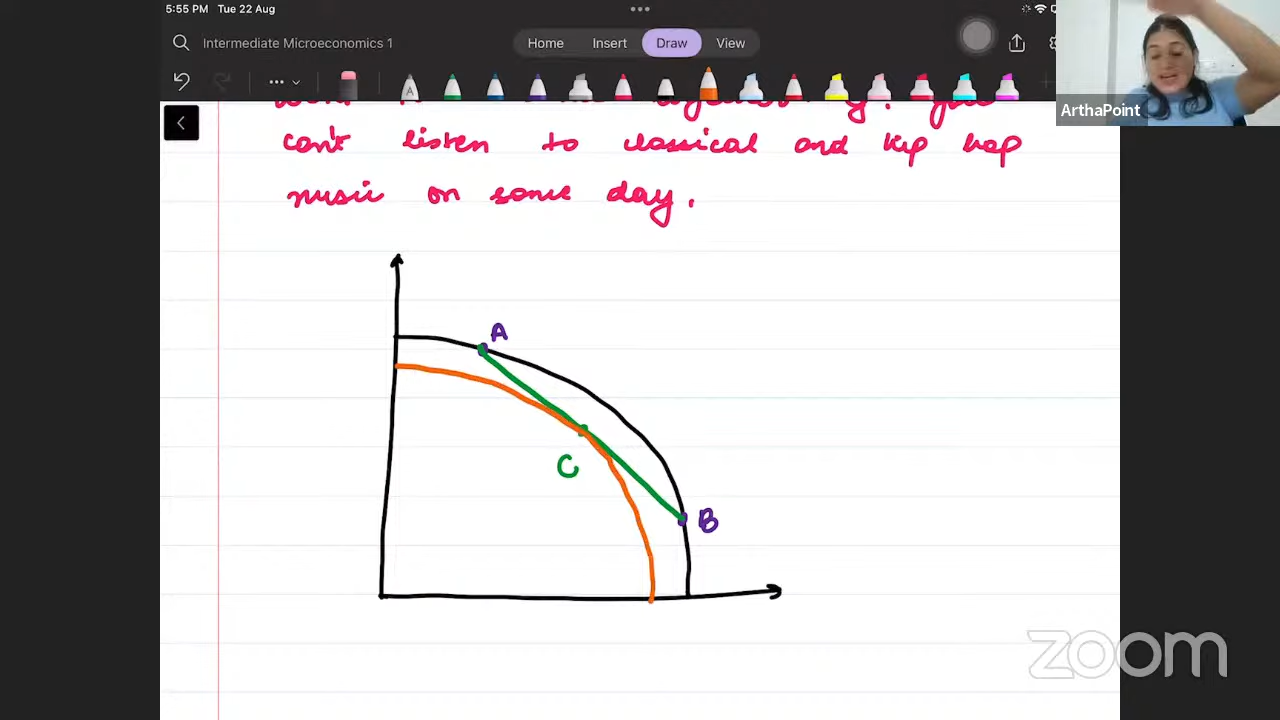 5:55 PM Tue 22 Aug
Intermediate Microeconomics 1
Home Insert Draw View
A
ArthaPoint
together
can't listen to classical and hip hop
music on same day.
A
C
B
zoom